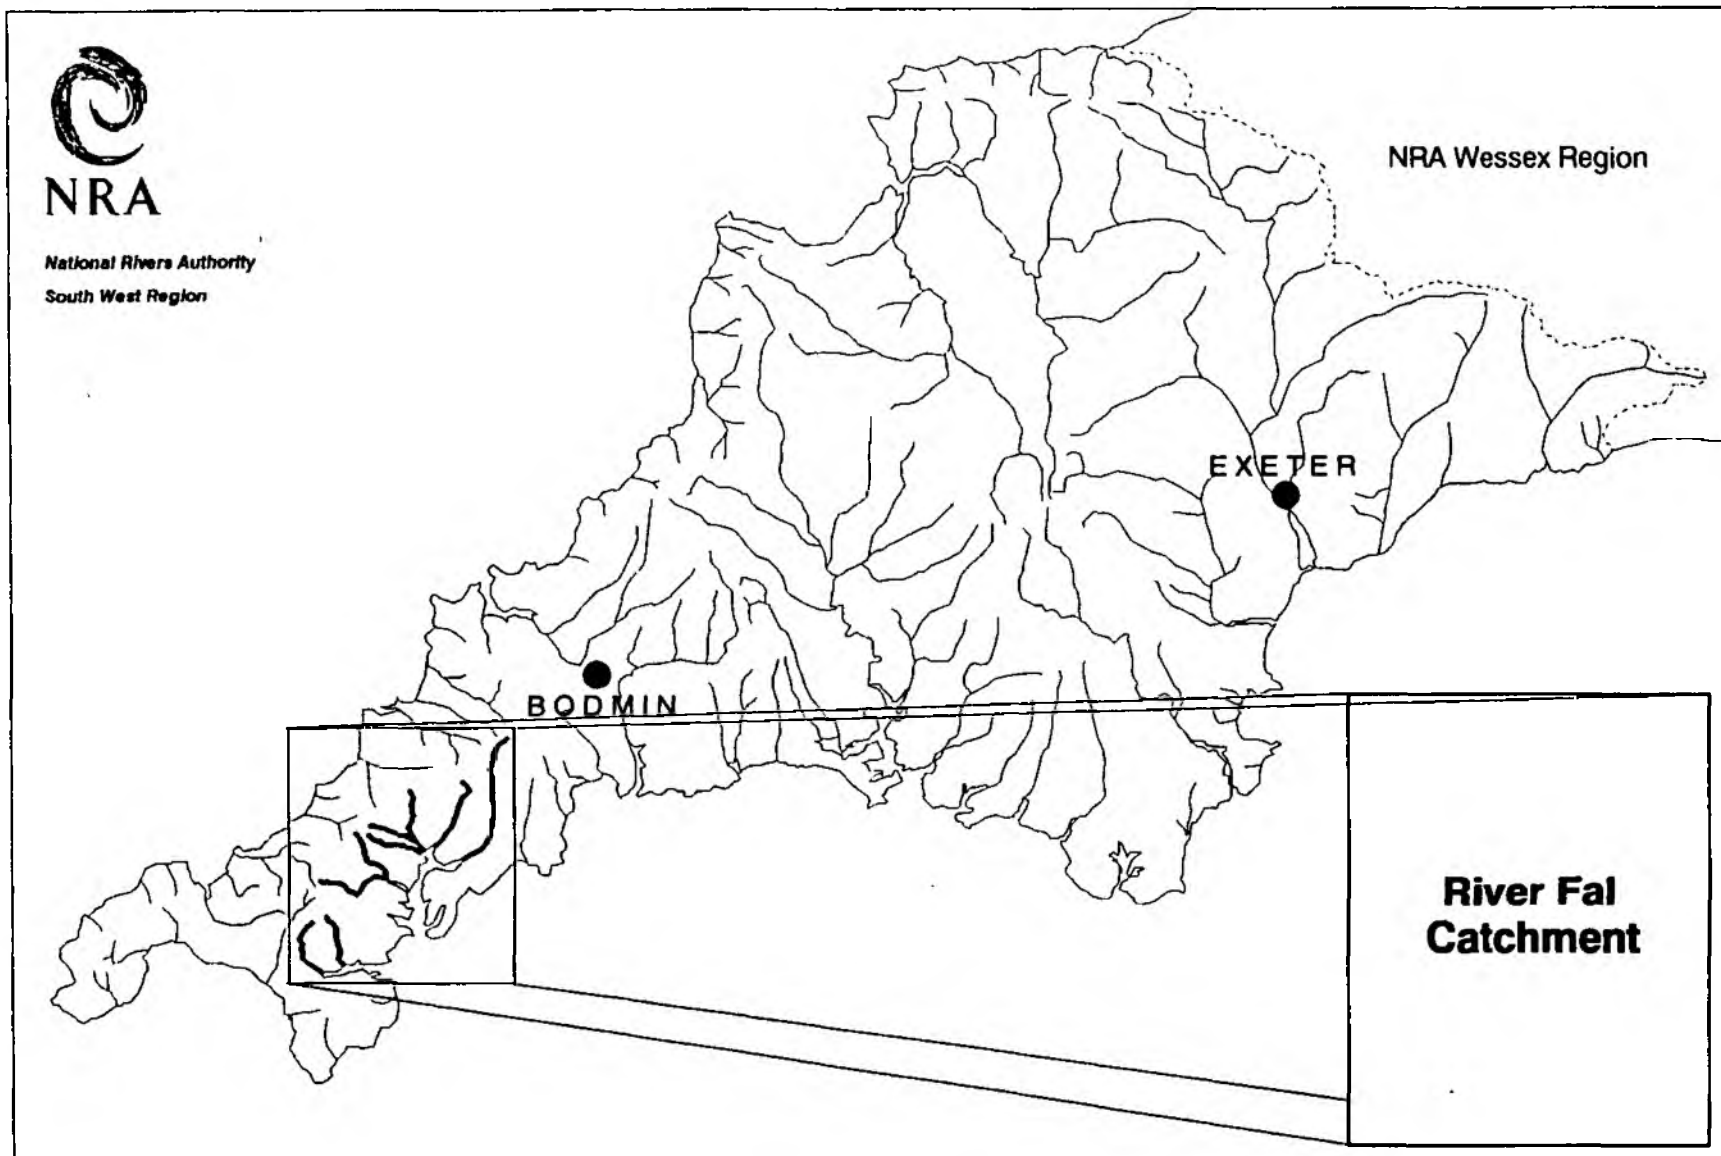 NRA
National Rivers Authority
South West Region
NRA Wessex Region
EXETER
BODMIN
River Fal
Catchment